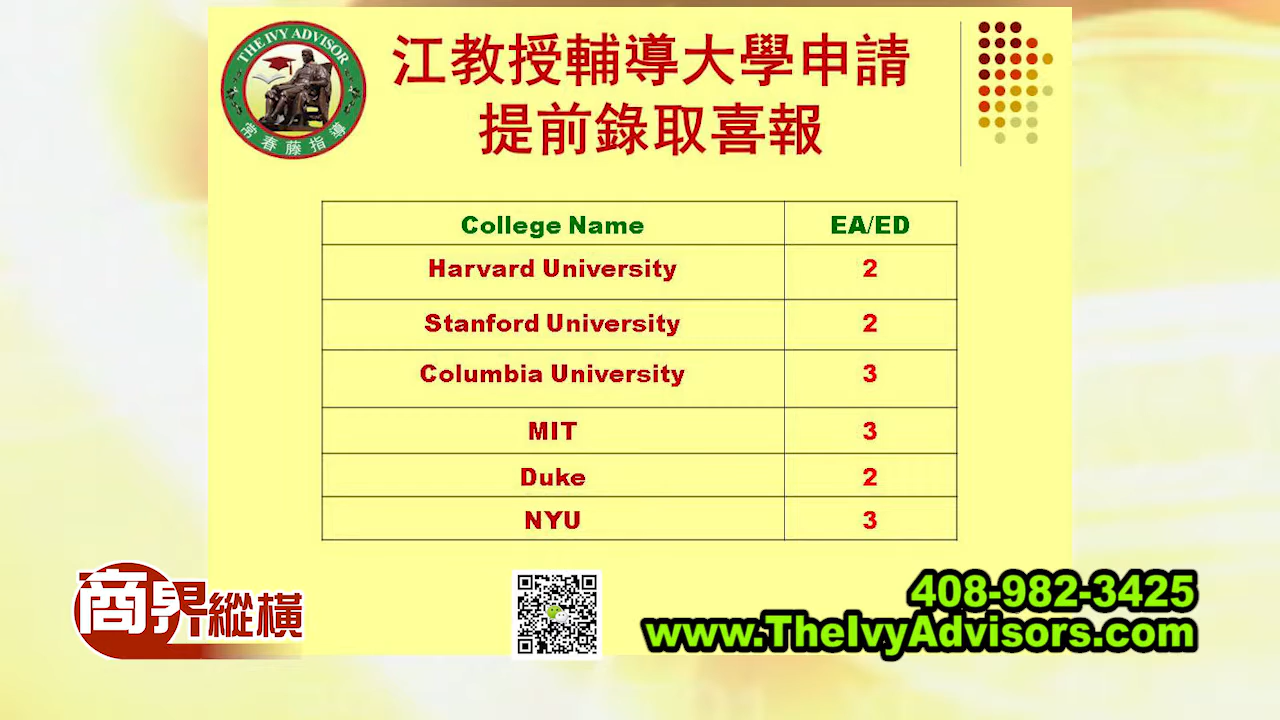 THE IVY ADVISOR
常春藤指導
江教授輔導大學申請
提前錄取喜報
College Name EA/ED
Harvard University 2
Stanford University 2
Columbia University 3
MIT 3
Duke 2
NYU 3
商界縱橫
408-982-3425
www.TheIvyAdvisors.com